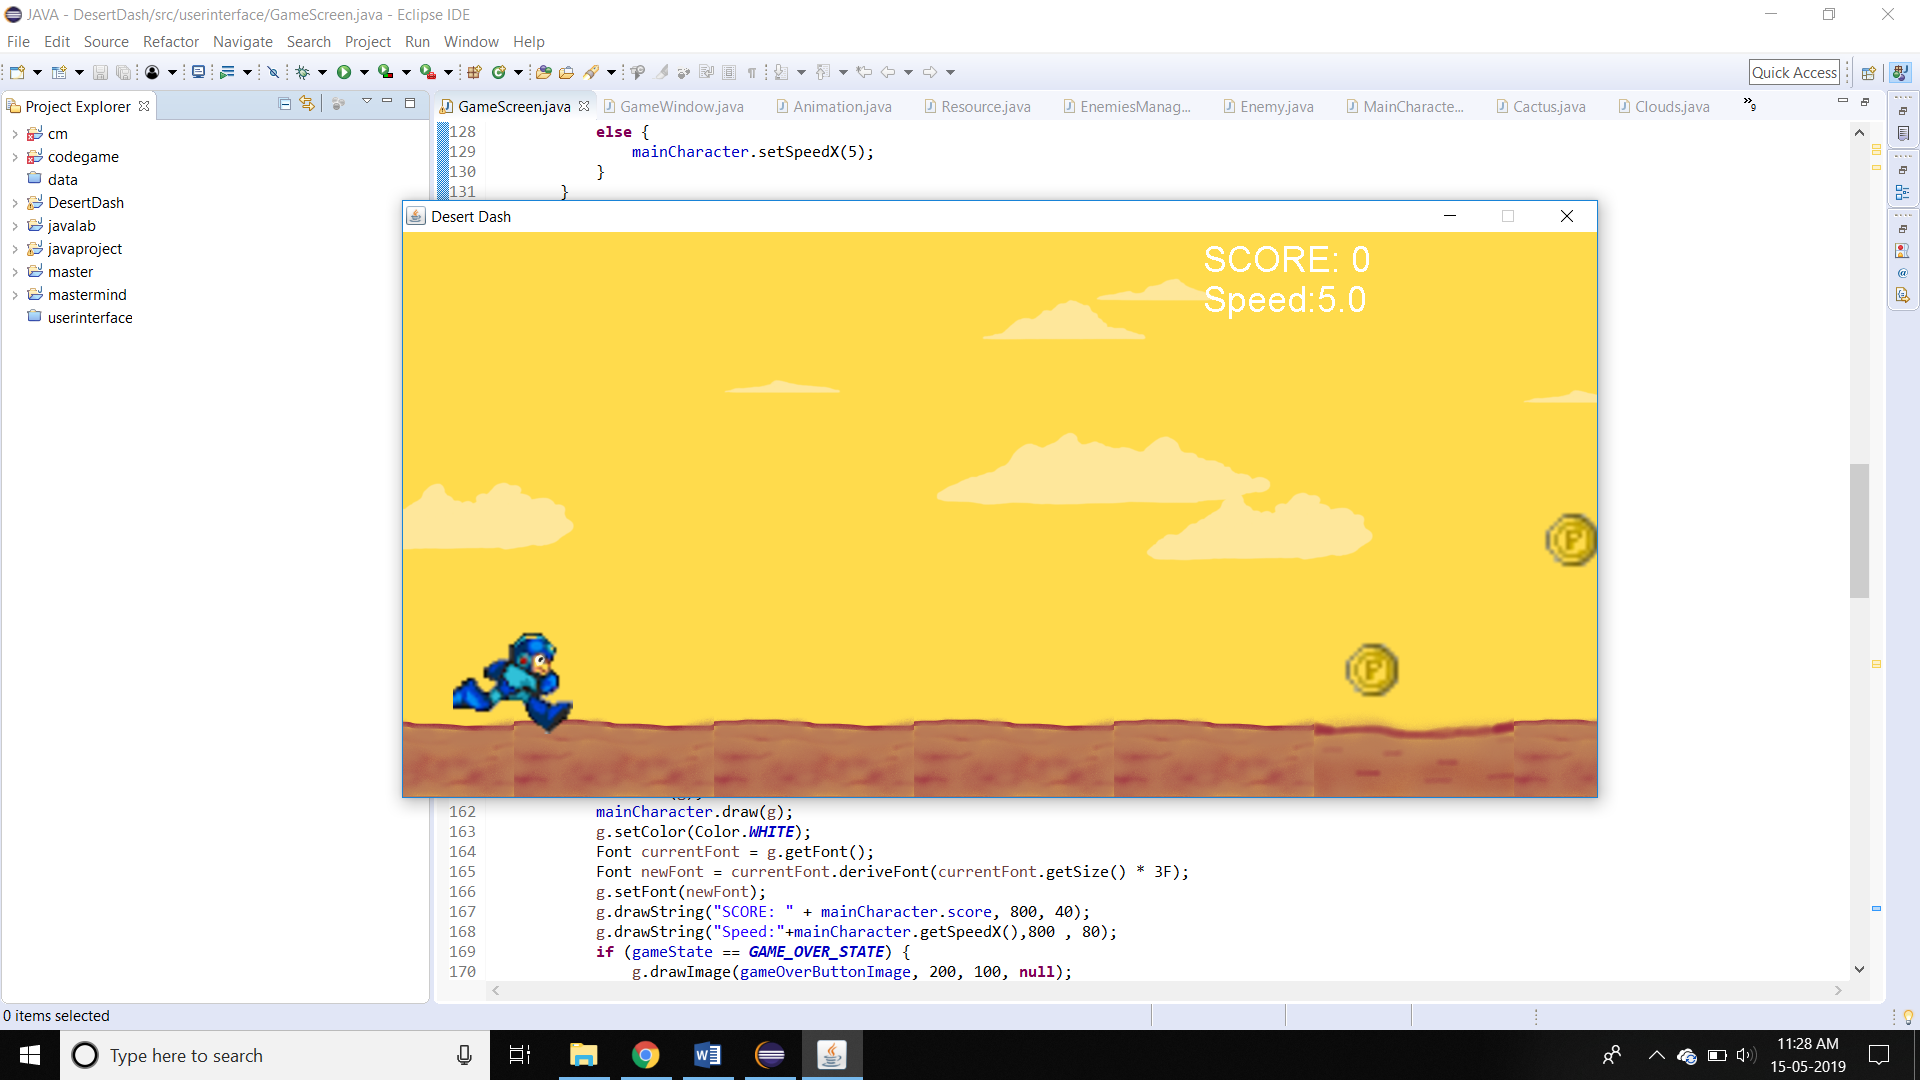 JAVA - DesertDash/src/userinterface/GameScreen.java - Eclipse IDE
File Edit Source Refactor Navigate Search Project Run Window Help
Quick Access
Project Explorer
GameScreen.java GameWindow.java Animation.java Resource.java EnemiesManag... Enemy.java MainCharacte... Cactus.java Clouds.java »9
cm
codegame
data
DesertDash
javalab
javaproject
master
mastermind
userinterface
128 else {
129 mainCharacter.setSpeedX(5);
130 }
131 }
Desert Dash
SCORE: 0
Speed:5.0
P
P
162 mainCharacter.draw(g);
163 g.setColor(Color.WHITE);
164 Font currentFont = g.getFont();
165 Font newFont = currentFont.deriveFont(currentFont.getSize() * 3F);
166 g.setFont(newFont);
167 g.drawString("SCORE: " + mainCharacter.score, 800, 40);
168 g.drawString("Speed:"+mainCharacter.getSpeedX(),800 , 80);
169 if (gameState == GAME_OVER_STATE) {
170 g.drawImage(gameOverButtonImage, 200, 100, null);
0 items selected
Type here to search
11:28 AM
15-05-2019